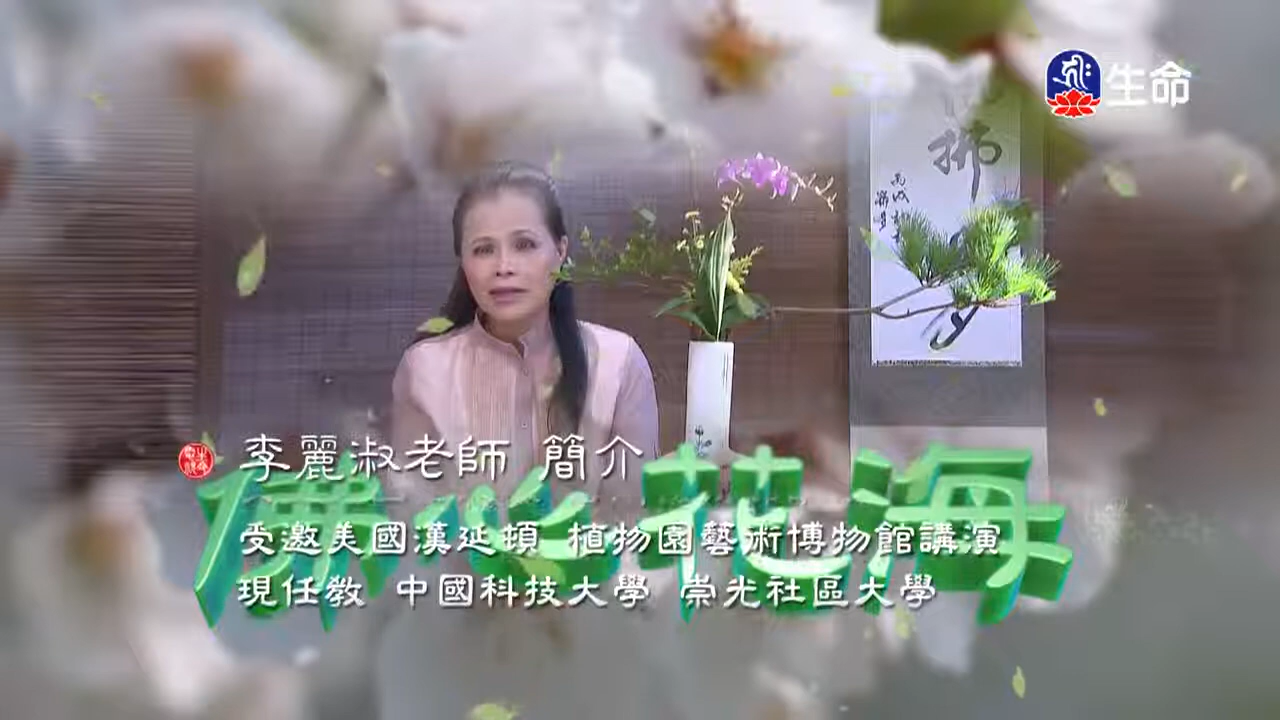 生命
李麗淑老師 簡介
佛心花海
受邀美國漢延頓 植物園藝術博物館講演
現任教 中國科技大學 崇光社區大學